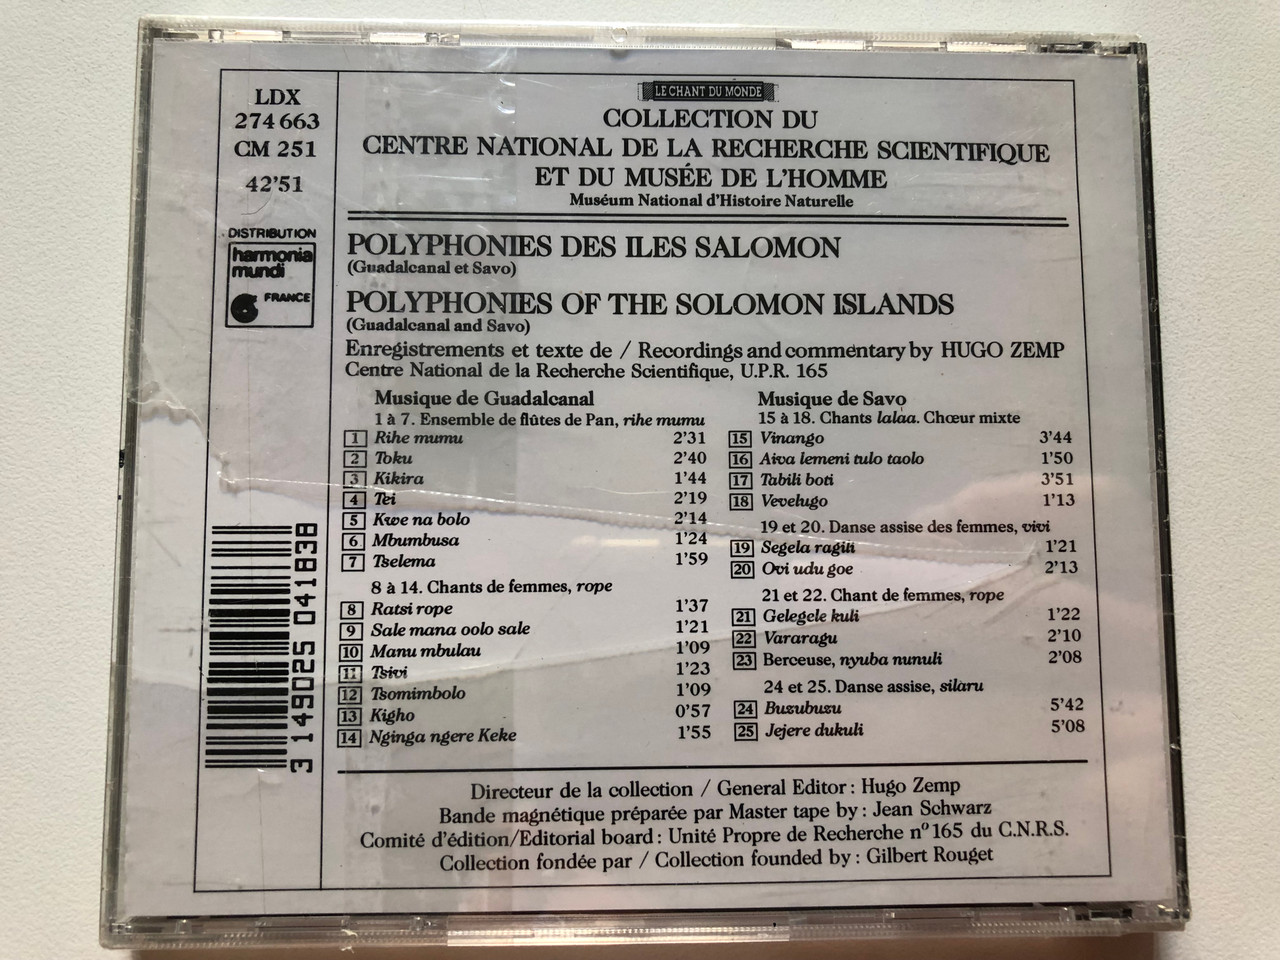 LDX
274 663
CM 251
42'51
DISTRIBUTION
harmonia
mundi
FRANCE
3 149025 041838
LE CHANT DU MONDE
COLLECTION DU
CENTRE NATIONAL DE LA RECHERCHE SCIENTIFIQUE
ET DU MUSÉE DE L'HOMME
Muséum National d'Histoire Naturelle
POLYPHONIES DES ILES SALOMON
(Guadalcanal et Savo)
POLYPHONIES OF THE SOLOMON ISLANDS
(Guadalcanal and Savo)
Enregistrements et texte de / Recordings and commentary by HUGO ZEMP
Centre National de la Recherche Scientifique, U.P.R. 165
Musique de Guadalcanal
1 à 7. Ensemble de flûtes de Pan, rihe mumu
1 Rihe mumu 2'31
2 Toku 2'40
3 Kikira 1'44
4 Tei 2'19
5 Kwe na bolo 2'14
6 Mbumbusa 1'24
7 Tselema 1'59
8 à 14. Chants de femmes, rope
8 Ratsi rope 1'37
9 Sale mana oolo sale 1'21
10 Manu mbulau 1'09
11 Tsivi 1'23
12 Tsomimbolo 1'09
13 Kigho 0'57
14 Nginga ngere Keke 1'55
Musique de Savo
15 à 18. Chants lalaa. Chœur mixte
15 Vinango 3'44
16 Aiva lemeni tulo taolo 1'50
17 Tabili boti 3'51
18 Vevelugo 1'13
19 et 20. Danse assise des femmes, vivi
19 Segela ragili 1'21
20 Ovi udu goe 2'13
21 et 22. Chant de femmes, rope
21 Gelegele kuli 1'22
22 Vararagu 2'10
23 Berceuse, nyuba nunuli 2'08
24 et 25. Danse assise, silaru
24 Buzubuzu 5'42
25 Jejere dukuli 5'08
Directeur de la collection / General Editor : Hugo Zemp
Bande magnétique préparée par Master tape by : Jean Schwarz
Comité d'édition/Editorial board : Unité Propre de Recherche nº 165 du C.N.R.S.
Collection fondée par / Collection founded by : Gilbert Rouget